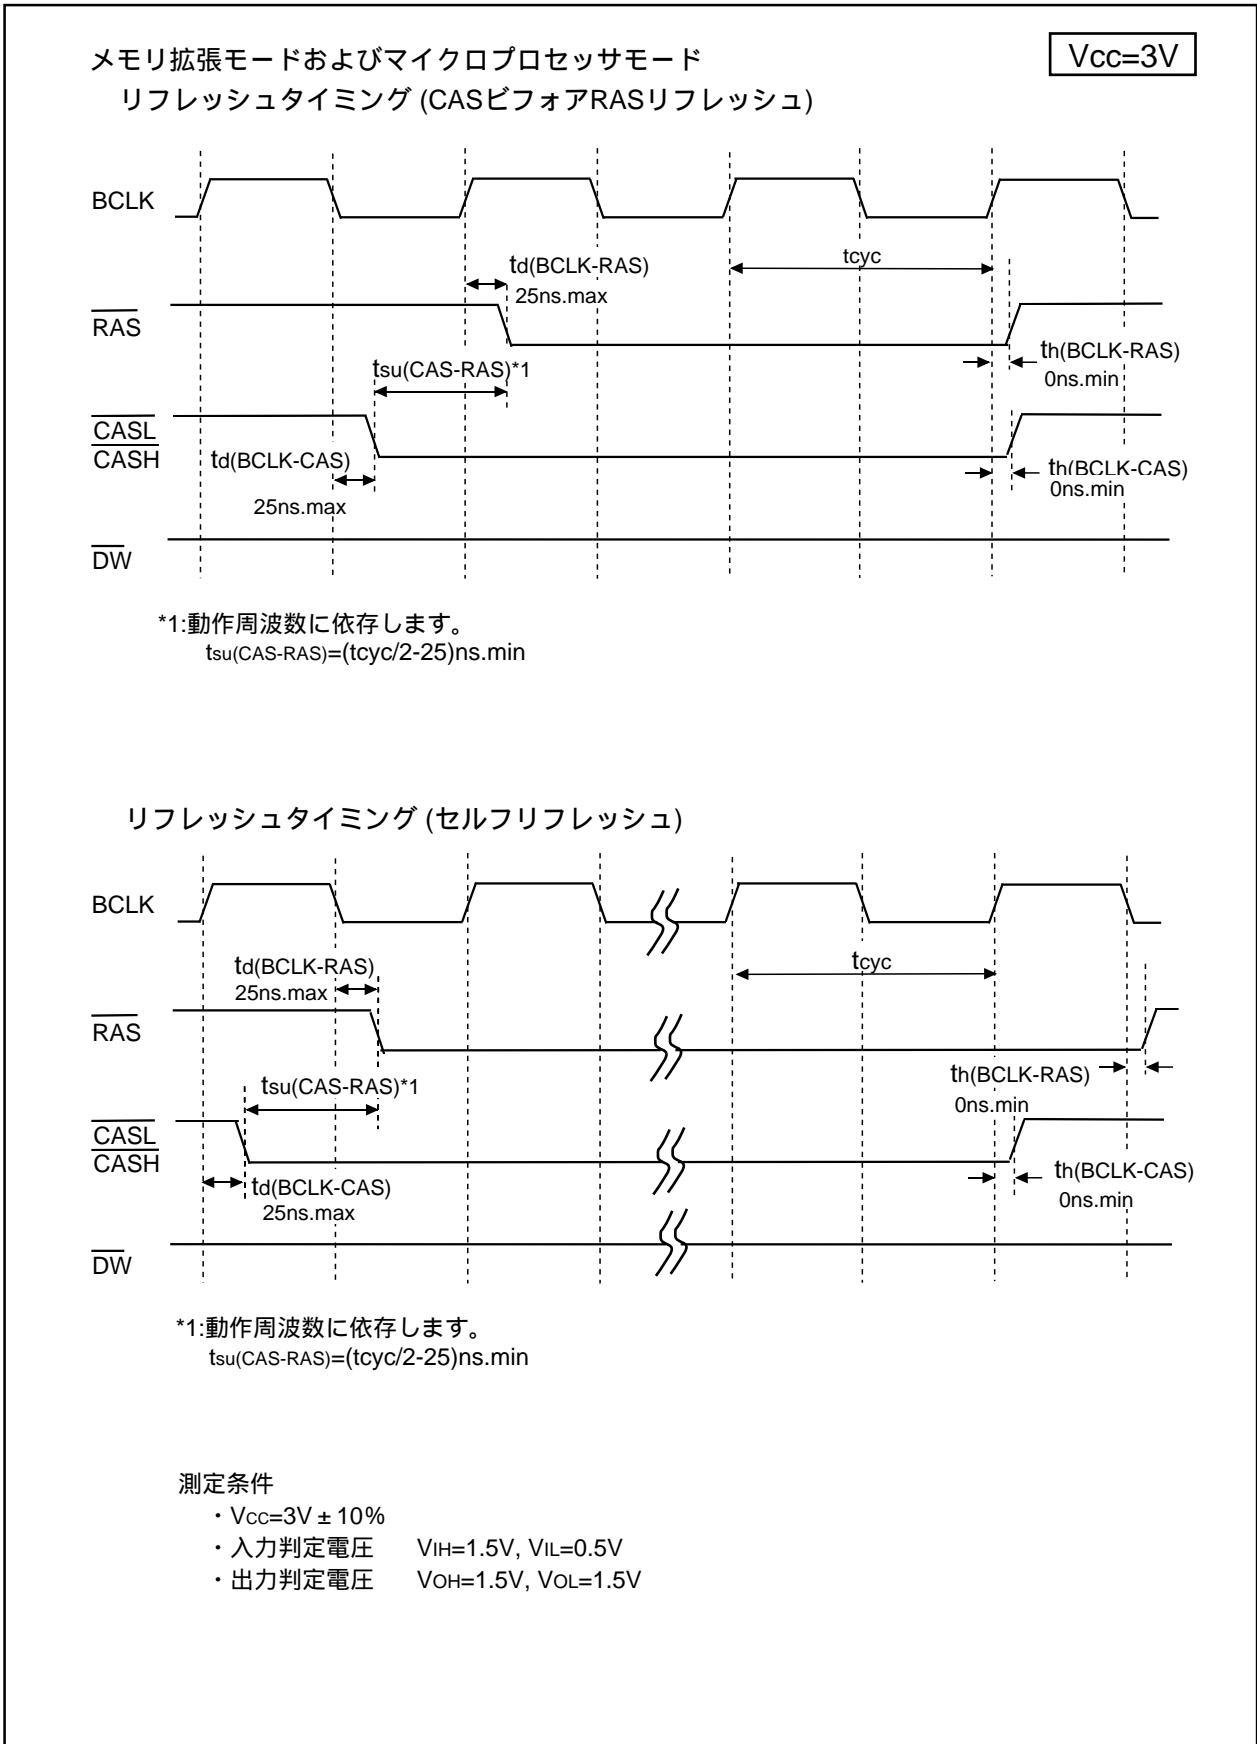 メモリ拡張モードおよびマイクロプロセッサモード
Vcc=3V
リフレッシュタイミング (CASビフォアRASリフレッシュ)
BCLK
td(BCLK-RAS)
25ns.max
tcyc
RAS
th(BCLK-RAS)
0ns.min
tsu(CAS-RAS)*1
CASL
CASH
td(BCLK-CAS)
25ns.max
th(BCLK-CAS)
0ns.min
DW
*1:動作周波数に依存します。
tsu(CAS-RAS)=(tcyc/2-25)ns.min
リフレッシュタイミング (セルフリフレッシュ)
BCLK
td(BCLK-RAS)
25ns.max
tcyc
RAS
th(BCLK-RAS)
0ns.min
tsu(CAS-RAS)*1
CASL
CASH
td(BCLK-CAS)
25ns.max
th(BCLK-CAS)
0ns.min
DW
*1:動作周波数に依存します。
tsu(CAS-RAS)=(tcyc/2-25)ns.min
測定条件
・VCC=3V±10%
・入力判定電圧 VIH=1.5V, VIL=0.5V
・出力判定電圧 VOH=1.5V, VOL=1.5V